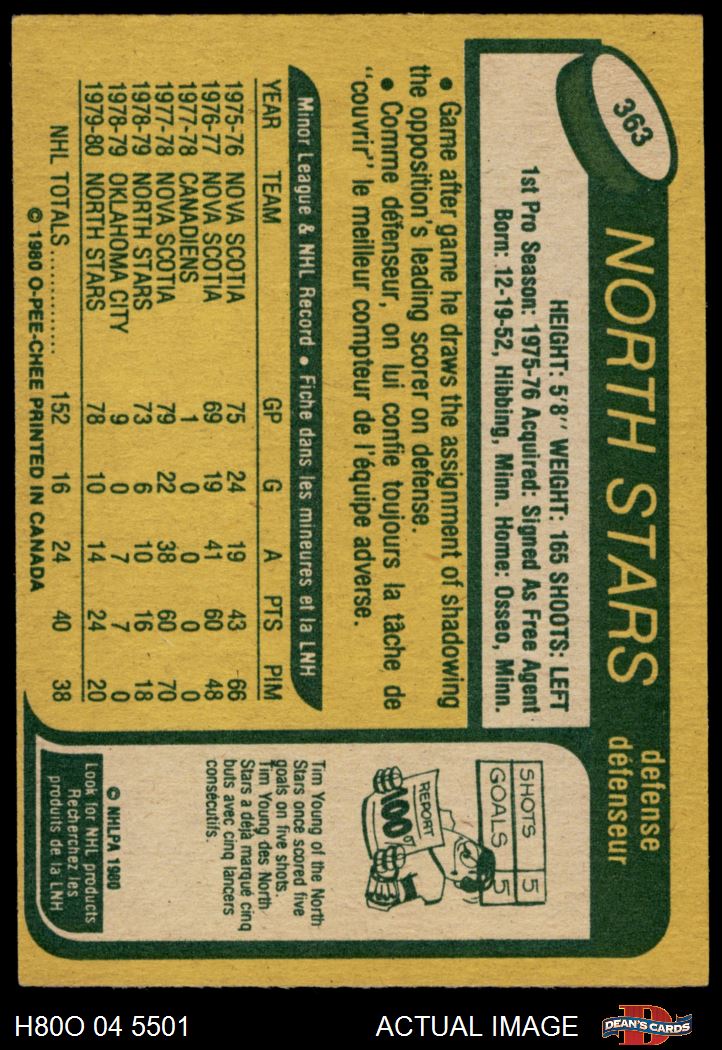 363
NORTH STARS
defense
défenseur
HEIGHT: 5'8" WEIGHT: 165 SHOOTS: LEFT
1st Pro Season: 1975-76 Acquired: Signed As Free Agent
Born: 12-19-52, Hibbing, Minn. Home: Osseo, Minn.
• Game after game he draws the assignment of shadowing
the opposition's leading scorer on defense.
• Comme défenseur, on lui confie toujours la tâche de
"couvrir" le meilleur compteur de l'équipe adverse.
Minor League & NHL Record • Fiche dans les mineures et la LNH
YEAR TEAM GP G A PTS PIM
1975-76 NOVA SCOTIA 75 24 19 43 66
1976-77 NOVA SCOTIA 69 19 41 60 48
1977-78 CANADIENS 1 0 0 0 0
1977-78 NOVA SCOTIA 79 22 38 60 70
1978-79 NORTH STARS 73 6 10 16 18
1978-79 OKLAHOMA CITY 9 0 7 7 0
1979-80 NORTH STARS 78 10 14 24 20
NHL TOTALS............... 152 16 24 40 38
© 1980 O-PEE-CHEE PRINTED IN CANADA
SHOTS 5
GOALS 5
REPORT
100
Tim Young of the North
Stars once scored five
goals on five shots.
Tim Young des North
Stars a déjà marqué cinq
buts avec cinq lancers
consécutifs.
© NHLPA 1980
Look for NHL products
Recherchez les
produits de la LNH
H80O 04 5501
ACTUAL IMAGE
D
DEAN'S CARDS